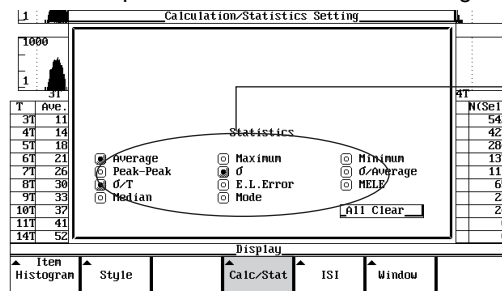 1
Calculation/Statistics Setting
1000
1
3T
4T
T Ave. N(Sel
3T 11 54
4T 14 42
5T 18 28
6T 21 13
7T 26 11
8T 30 6
9T 33 2
10T 37 2
11T 41
14T 52
Statistics
Average Maximum Minimum
Peak-Peak σ σ/Average
σ/T E.L.Error MELE
Median Mode
All Clear
Display
Item Histogram Style Calc/Stat ISI Window